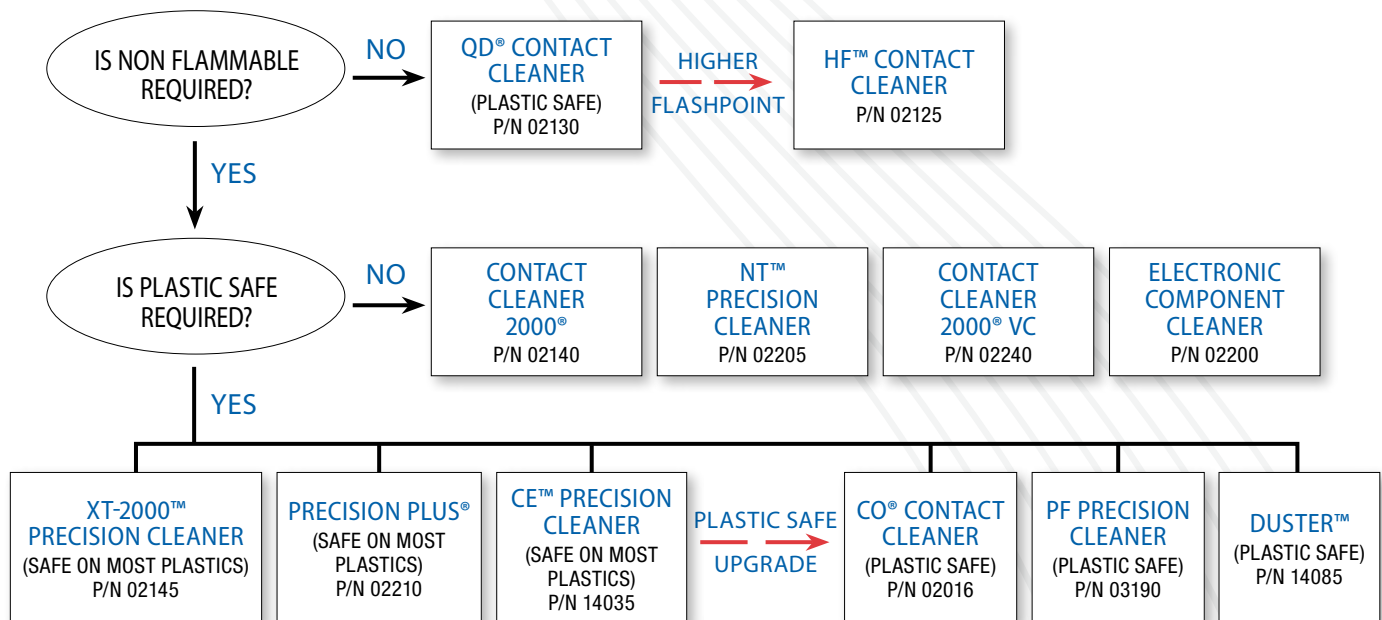 IS NON FLAMMABLE
REQUIRED?
NO
QD® CONTACT
CLEANER
(PLASTIC SAFE)
P/N 02130
HIGHER
FLASHPOINT
HF™ CONTACT
CLEANER
P/N 02125
YES
IS PLASTIC SAFE
REQUIRED?
NO
CONTACT
CLEANER
2000®
P/N 02140
NT™
PRECISION
CLEANER
P/N 02205
CONTACT
CLEANER
2000® VC
P/N 02240
ELECTRONIC
COMPONENT
CLEANER
P/N 02200
YES
XT-2000™
PRECISION CLEANER
(SAFE ON MOST PLASTICS)
P/N 02145
PRECISION PLUS®
(SAFE ON MOST
PLASTICS)
P/N 02210
CE™ PRECISION
CLEANER
(SAFE ON MOST
PLASTICS)
P/N 14035
PLASTIC SAFE
UPGRADE
CO® CONTACT
CLEANER
(PLASTIC SAFE)
P/N 02016
PF PRECISION
CLEANER
(PLASTIC SAFE)
P/N 03190
DUSTER™
(PLASTIC SAFE)
P/N 14085